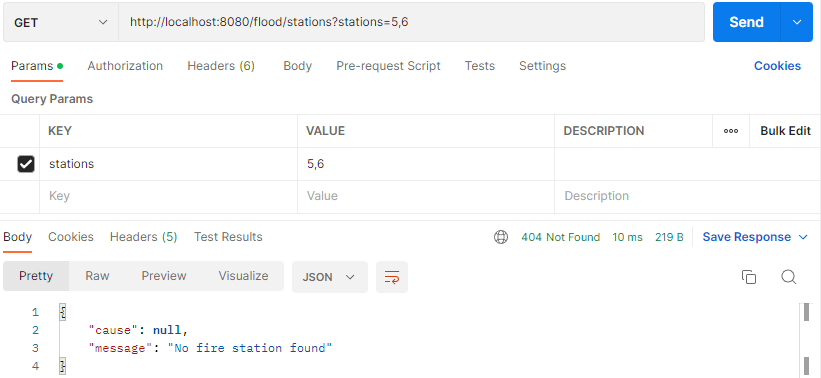 GET http://localhost:8080/flood/stations?stations=5,6 Send
Params Authorization Headers (6) Body Pre-request Script Tests Settings Cookies
Query Params
KEY VALUE DESCRIPTION ooo Bulk Edit
stations 5,6
Key Value Description
Body Cookies Headers (5) Test Results 404 Not Found 10 ms 219 B Save Response
Pretty Raw Preview Visualize JSON
1 {
2 "cause": null,
3 "message": "No fire station found"
4 }